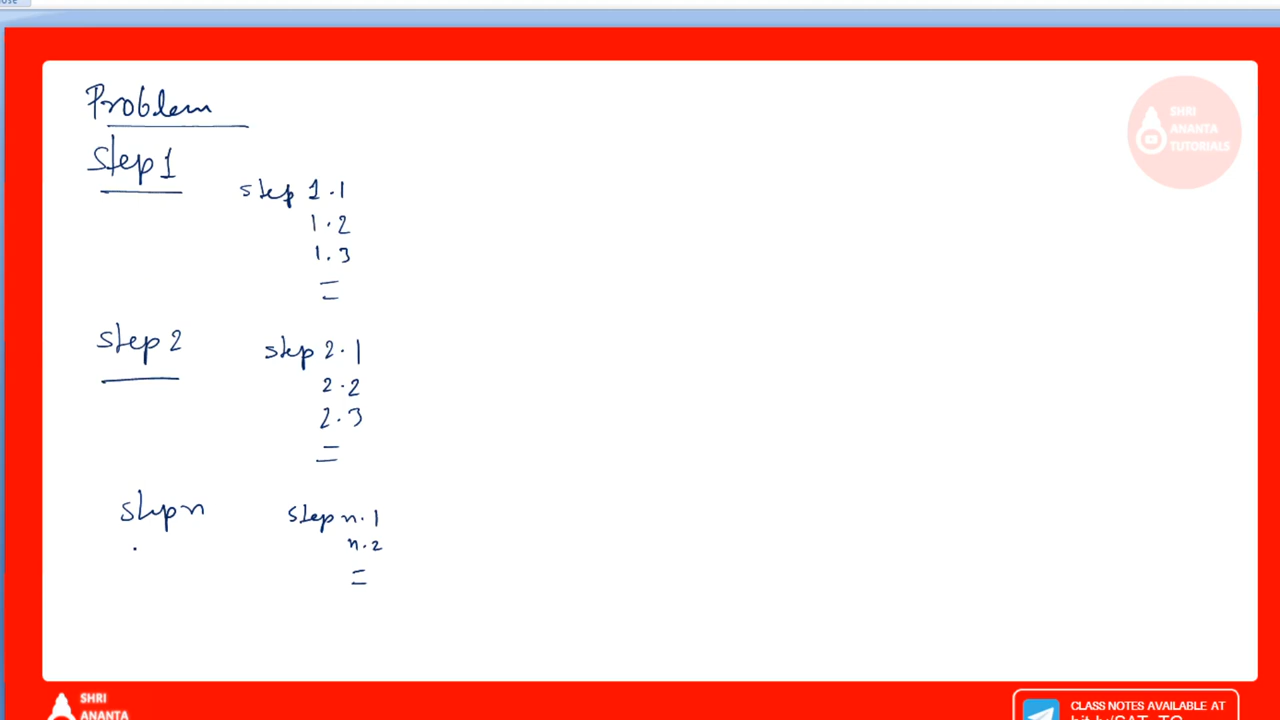 Problem
Step 1
step 1.1
1.2
1.3
=
step 2
step 2.1
2.2
2.3
=
step n
step n.1
n.2
=
SHRI
ANANTA
TUTORIALS
SHRI
ANANTA
CLASS NOTES AVAILABLE AT